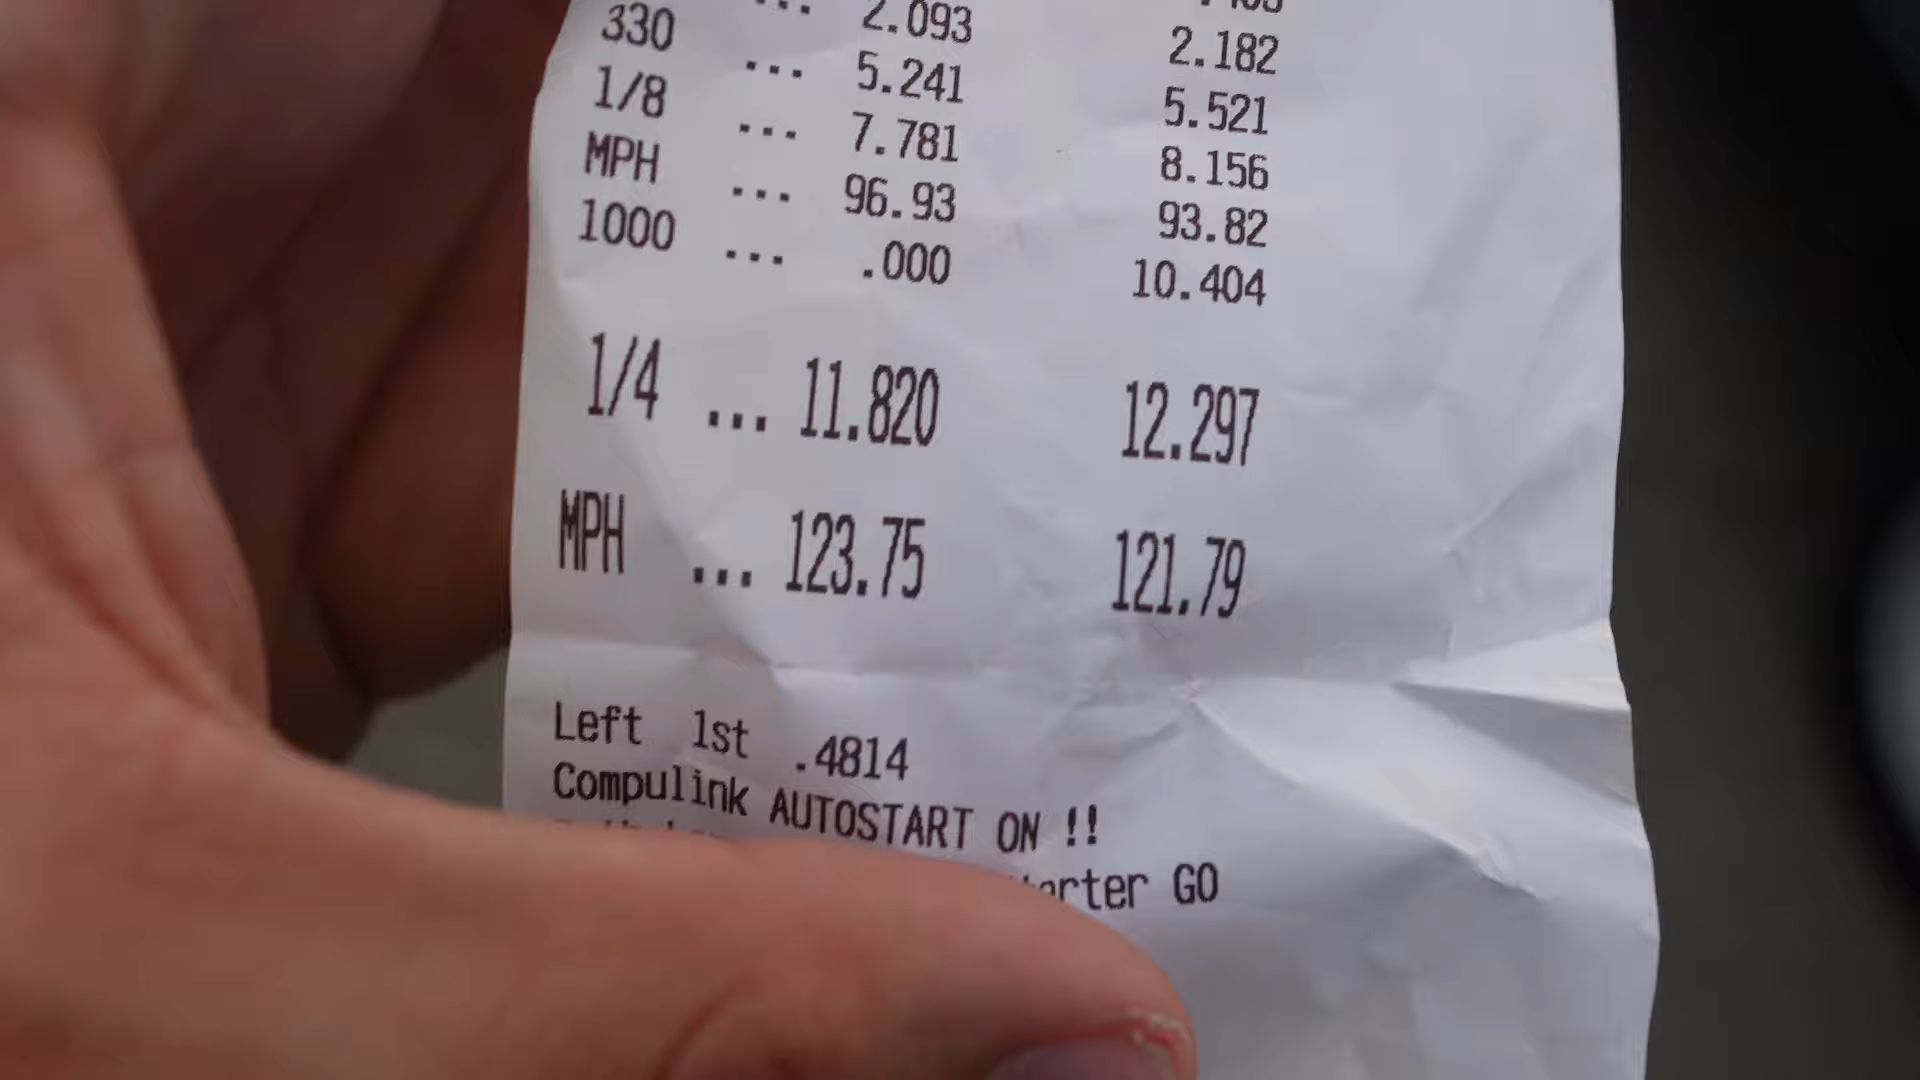 ... 2.093 2.182
330 ... 5.241 5.521
1/8 ... 7.781 8.156
MPH ... 96.93 93.82
1000 ... .000 10.404
1/4 ... 11.820 12.297
MPH ... 123.75 121.79
Left 1st .4814
Compulink AUTOSTART ON !!
GO